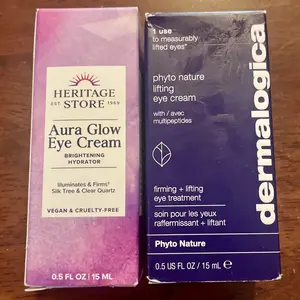 HERITAGE
EST. STORE 1969
Aura Glow
Eye Cream
BRIGHTENING
HYDRATOR
Illuminates & Firms†
Silk Tree & Clear Quartz
VEGAN & CRUELTY-FREE
0.5 FL OZ | 15 ML
1 use
to measurably
lifted eyes*
phyto nature
lifting
eye cream
with / avec
multipeptides
firming + lifting
eye treatment
soin pour les yeux
raffermissant + liftant
Phyto Nature
0.5 US FL OZ / 15 mL e
dermalogica